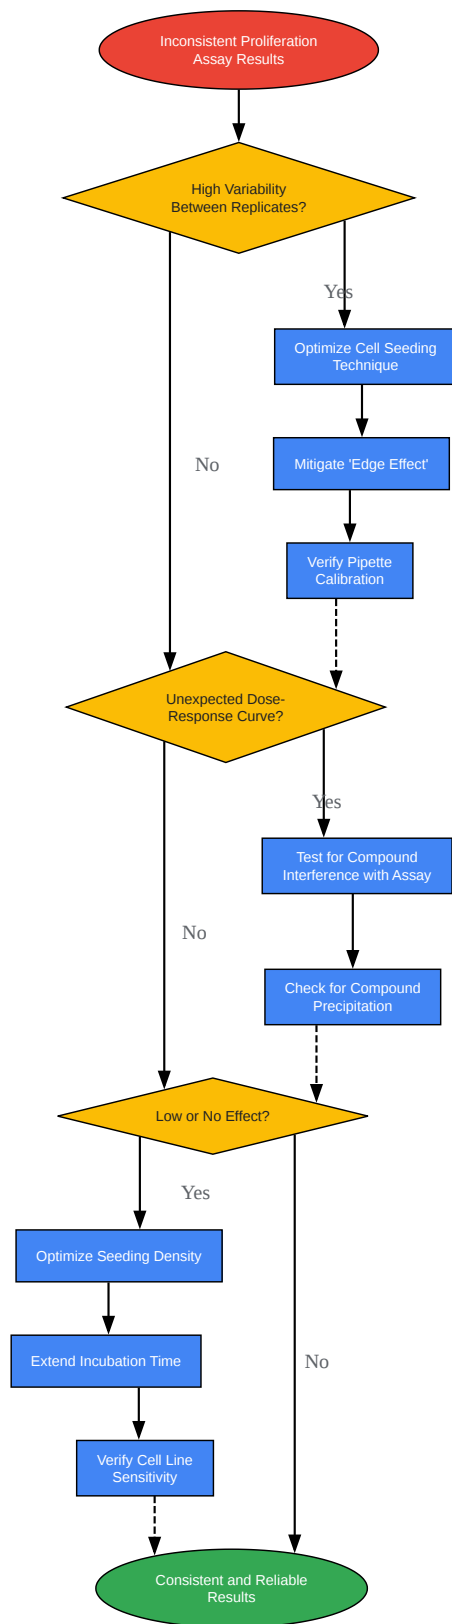 Inconsistent Proliferation
Assay Results
High Variability
Between Replicates?
Yes
Optimize Cell Seeding
Technique
No
Mitigate 'Edge Effect'
Verify Pipette
Calibration
Unexpected Dose-
Response Curve?
Yes
Test for Compound
Interference with Assay
No
Check for Compound
Precipitation
Low or No Effect?
Yes
Optimize Seeding Density
Extend Incubation Time
No
Verify Cell Line
Sensitivity
Consistent and Reliable
Results